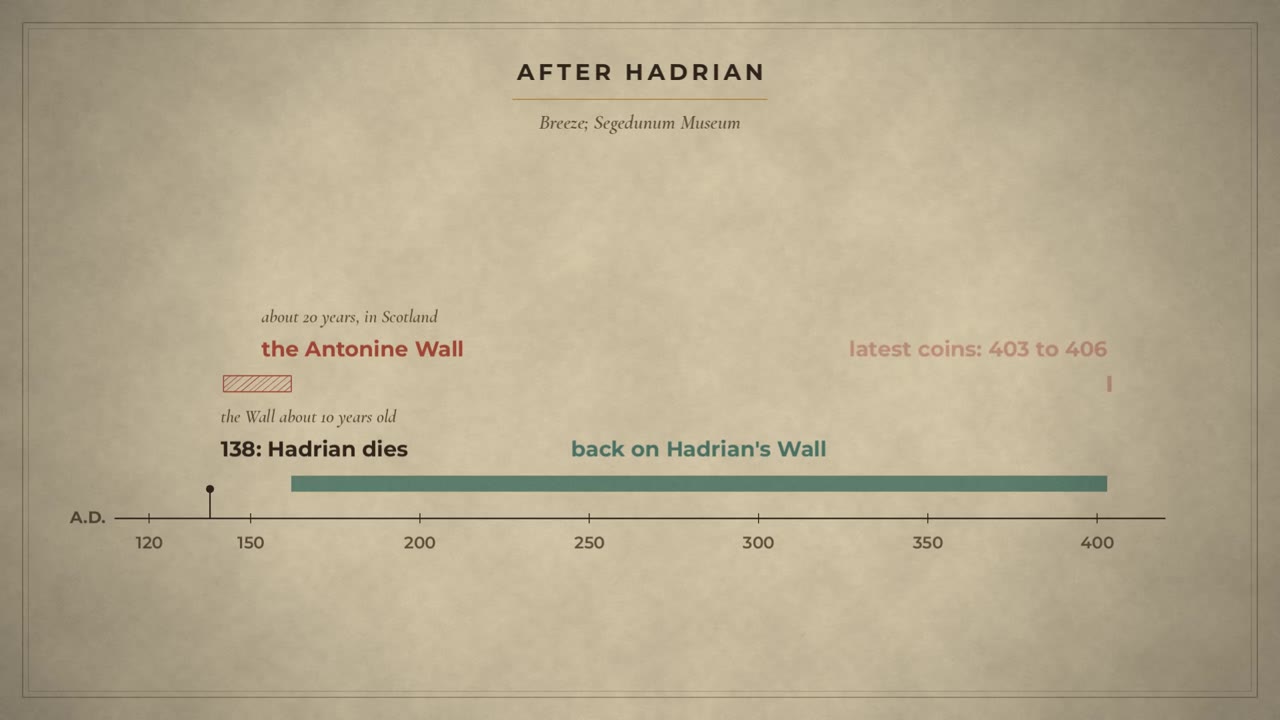 AFTER HADRIAN
Breeze; Segedunum Museum
about 20 years, in Scotland
the Antonine Wall
latest coins: 403 to 406
the Wall about 10 years old
138: Hadrian dies
back on Hadrian's Wall
A.D.
120 150 200 250 300 350 400